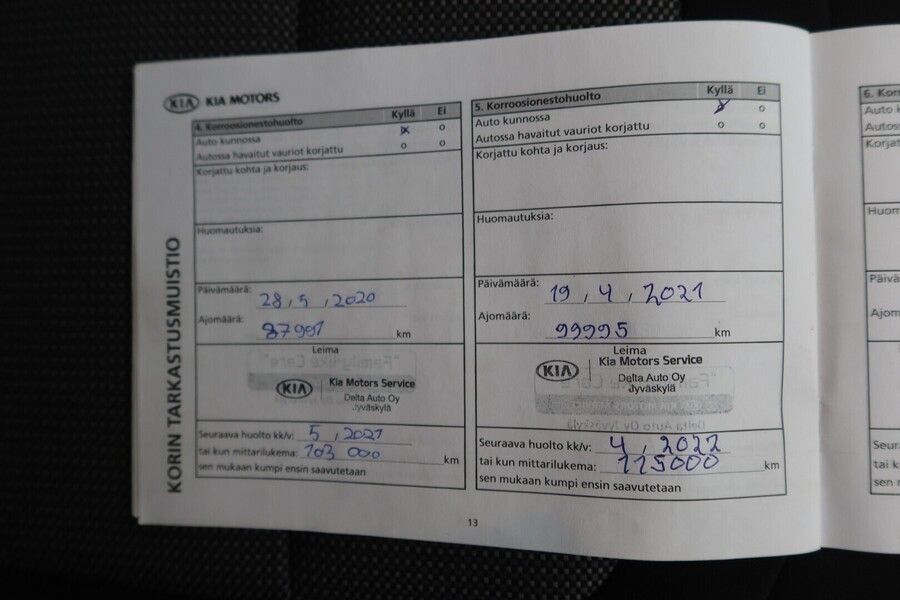 KIA KIA MOTORS
KORIN TARKASTUSMUISTIO
4. Korroosionestohuolto Kyllä Ei
Auto kunnossa
Autossa havaitut vauriot korjattu
Korjattu kohta ja korjaus:
Huomautuksia:
Päivämäärä: 28, 5, 2020
Ajomäärä: 87991 km
Leima
KIA Kia Motors Service
Delta Auto Oy
Jyväskylä
Seuraava huolto kk/v: 5, 2021
tai kun mittarilukema: 103 000 km
sen mukaan kumpi ensin saavutetaan
5. Korroosionestohuolto Kyllä Ei
Auto kunnossa
Autossa havaitut vauriot korjattu
Korjattu kohta ja korjaus:
Huomautuksia:
Päivämäärä: 19, 4, 2021
Ajomäärä: 99995 km
Leima
KIA Kia Motors Service
Delta Auto Oy
Jyväskylä
Seuraava huolto kk/v: 4, 2022
tai kun mittarilukema: 115000 km
sen mukaan kumpi ensin saavutetaan
13